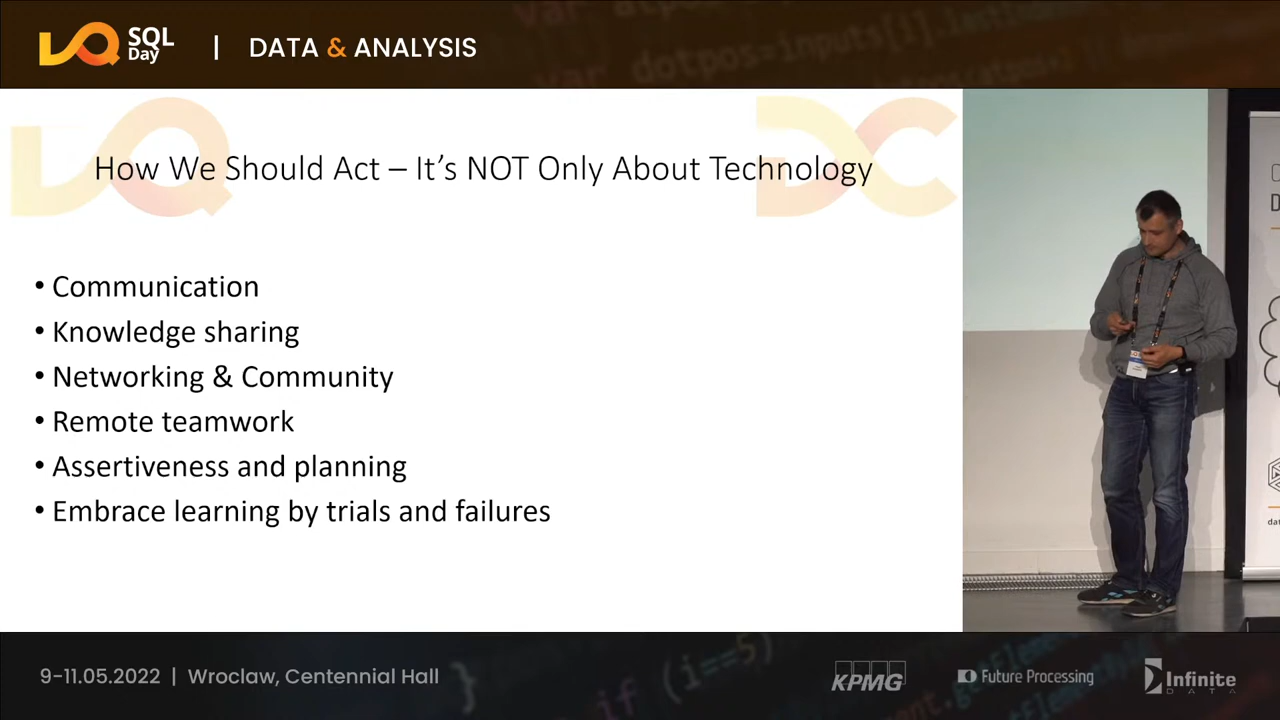 SQL
Day
| DATA & ANALYSIS
How We Should Act – It's NOT Only About Technology
• Communication
• Knowledge sharing
• Networking & Community
• Remote teamwork
• Assertiveness and planning
• Embrace learning by trials and failures
9-11.05.2022 | Wroclaw, Centennial Hall
KPMG
Future Processing
Infinite
DATA